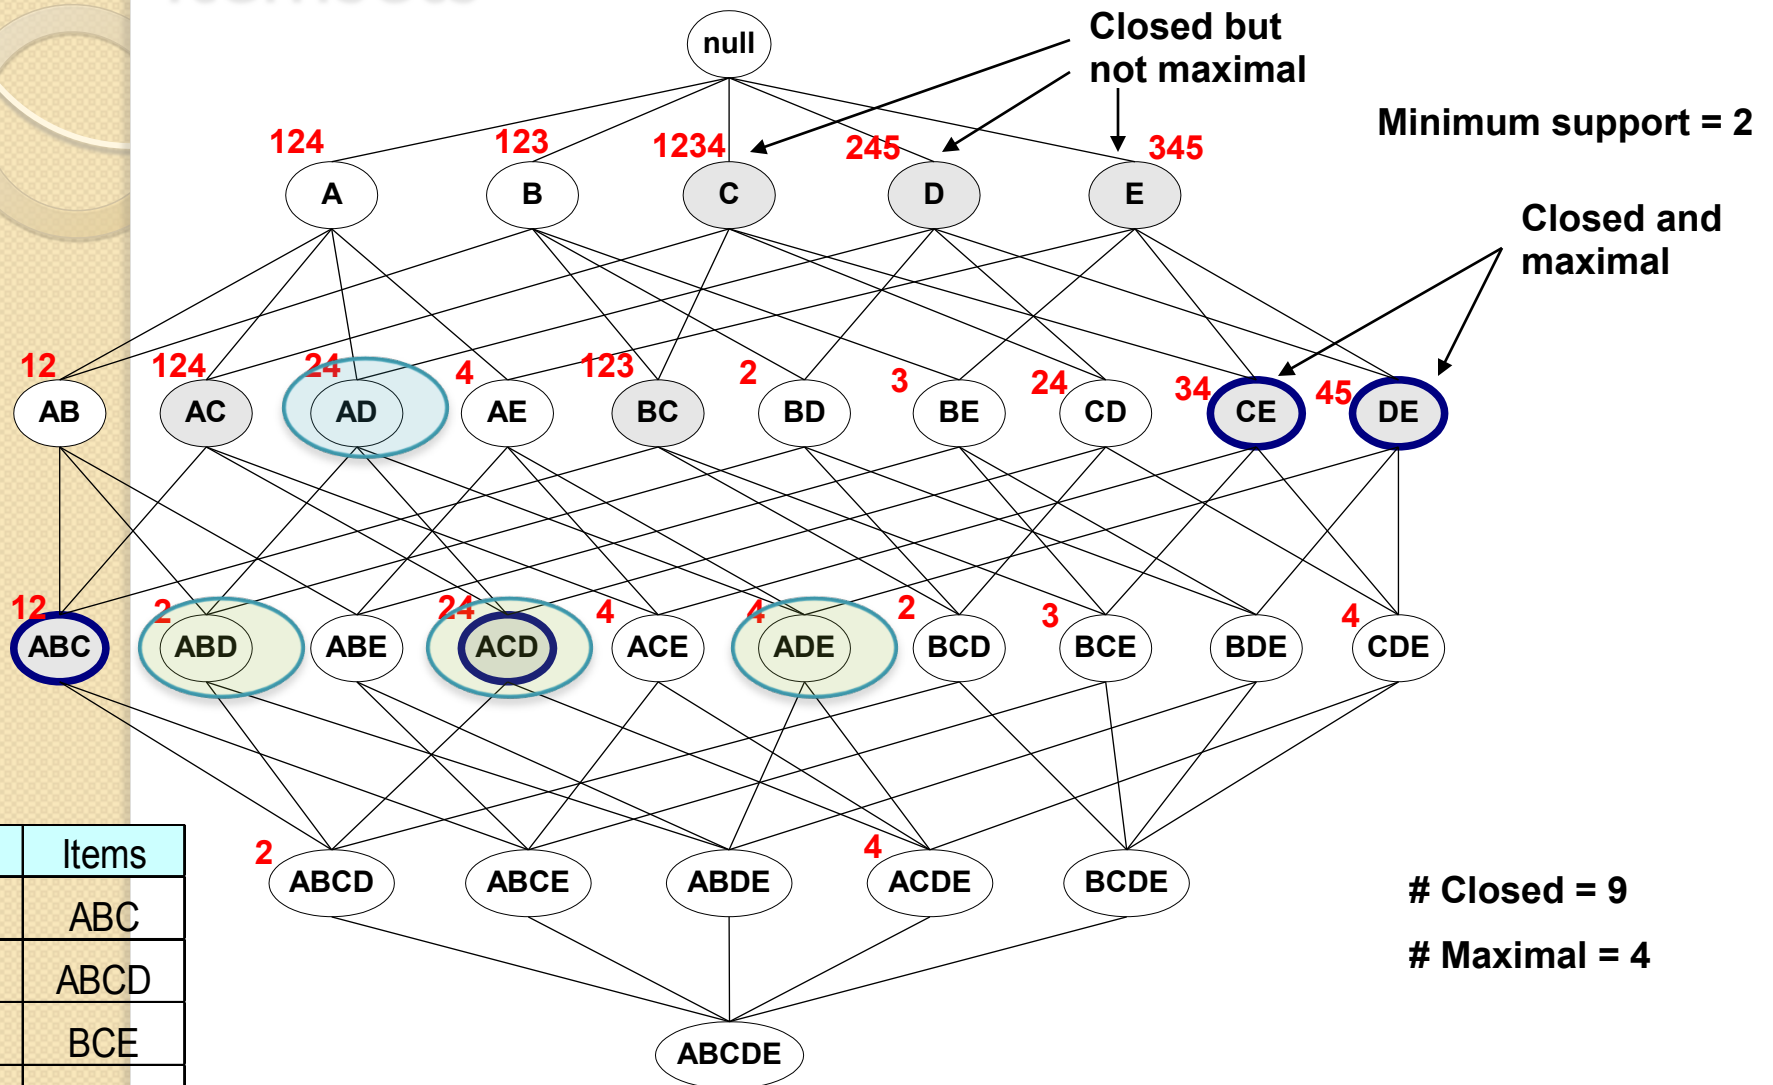 null
Closed but
not maximal
Minimum support = 2
124 123 1234 245 345
A B C D E
Closed and
maximal
12 124 24 4 123 2 3 24 34 45
AB AC AD AE BC BD BE CD CE DE
12 2 24 4 4 2 3 4
ABC ABD ABE ACD ACE ADE BCD BCE BDE CDE
2 4
ABCD ABCE ABDE ACDE BCDE
Items
ABC
ABCD
BCE
# Closed = 9
# Maximal = 4
ABCDE